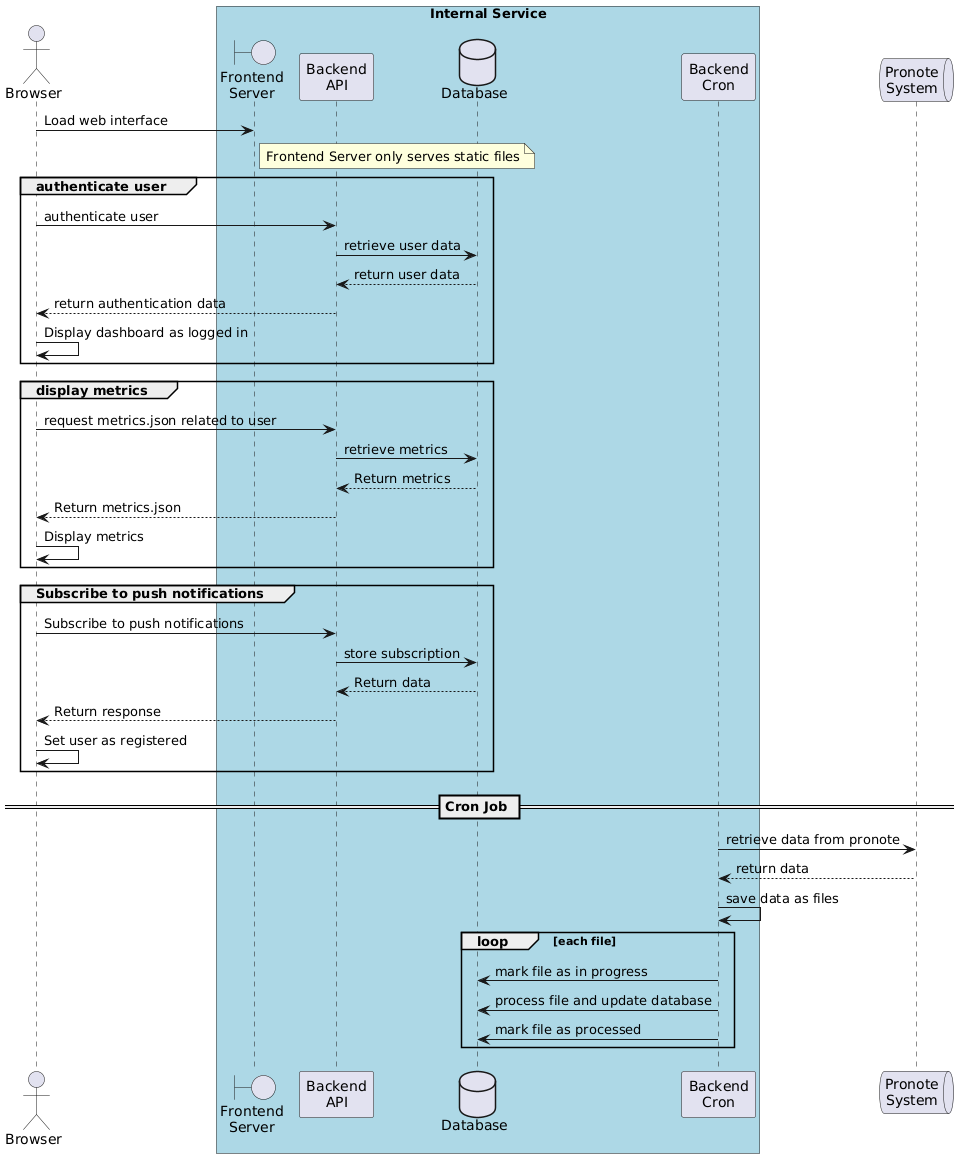 Internal Service
Browser
Frontend
Server
Backend
API
Database
Backend
Cron
Pronote
System
Load web interface
Frontend Server only serves static files
authenticate user
authenticate user
retrieve user data
return user data
return authentication data
Display dashboard as logged in
display metrics
request metrics.json related to user
retrieve metrics
Return metrics
Return metrics.json
Display metrics
Subscribe to push notifications
Subscribe to push notifications
store subscription
Return data
Return response
Set user as registered
Cron Job
retrieve data from pronote
return data
save data as files
loop [each file]
mark file as in progress
process file and update database
mark file as processed
Browser
Frontend
Server
Backend
API
Database
Backend
Cron
Pronote
System